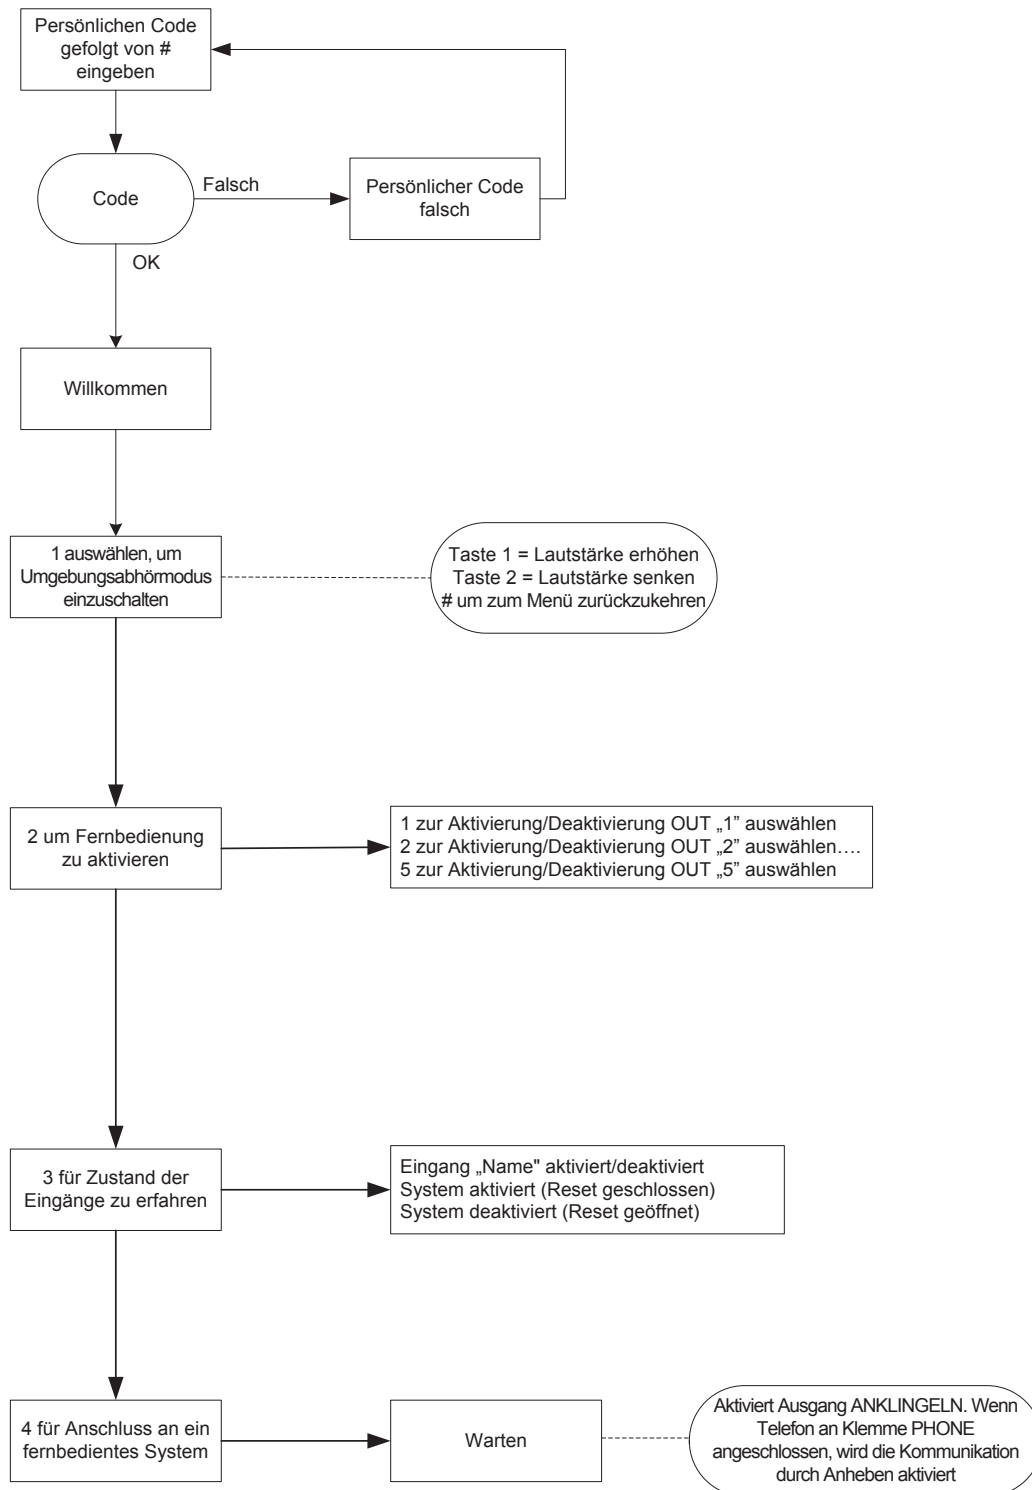 Persönlichen Code
gefolgt von #
eingeben
Code
Falsch
Persönlicher Code
falsch
OK
Willkommen
1 auswählen, um
Umgebungsabhörmodus
einzuschalten
Taste 1 = Lautstärke erhöhen
Taste 2 = Lautstärke senken
# um zum Menü zurückzukehren
2 um Fernbedienung
zu aktivieren
1 zur Aktivierung/Deaktivierung OUT „1” auswählen
2 zur Aktivierung/Deaktivierung OUT „2” auswählen….
5 zur Aktivierung/Deaktivierung OUT „5” auswählen
3 für Zustand der
Eingänge zu erfahren
Eingang „Name" aktiviert/deaktiviert
System aktiviert (Reset geschlossen)
System deaktiviert (Reset geöffnet)
4 für Anschluss an ein
fernbedientes System
Warten
Aktiviert Ausgang ANKLINGELN. Wenn
Telefon an Klemme PHONE
angeschlossen, wird die Kommunikation
durch Anheben aktiviert